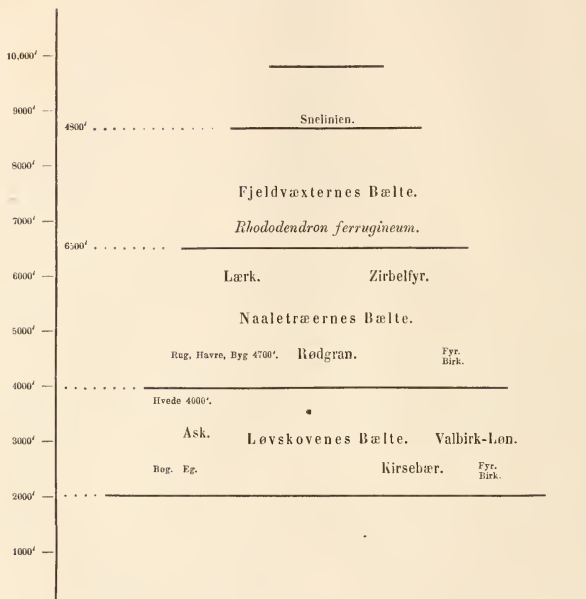 10,000'
9000'
Snelinien.
4800'
8000'
Fjeldvæxternes Bælte.
7000'
Rhododendron ferrugineum.
6500'
6000'
Lærk. Zirbelfyr.
Naaletræernes Bælte.
5000'
Rug, Havre, Byg 4700'. Rødgran. Fyr.
Birk.
4000'
Hvede 4000'.
Ask. Løvskovenes Bælte. Valbirk-Løn.
3000'
Bøg. Eg. Kirsebær. Fyr.
Birk.
2000'
1000'